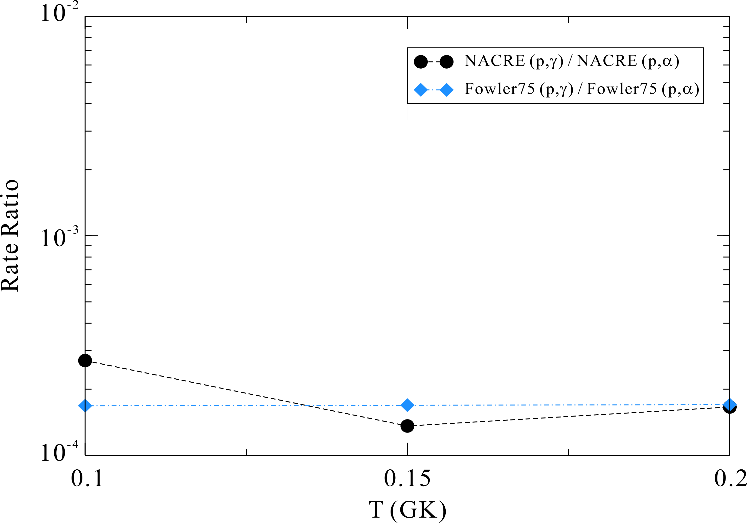 10-2
NACRE (p,γ) / NACRE (p,α)
Fowler75 (p,γ) / Fowler75 (p,α)
10-3
Rate Ratio
10-4
0.1 0.15 0.2
T (GK)